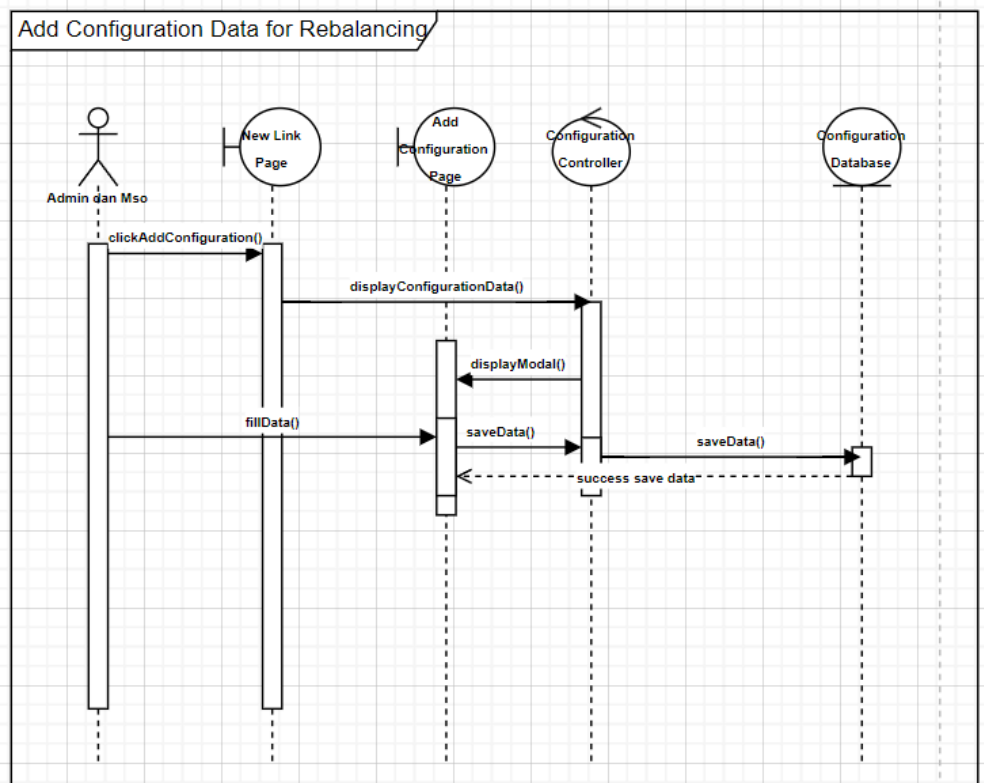 Add Configuration Data for Rebalancing
New Link
Page
Add
Configuration
Page
Configuration
Controller
Configuration
Database
Admin dan Mso
clickAddConfiguration()
displayConfigurationData()
displayModal()
fillData()
saveData()
saveData()
success save data